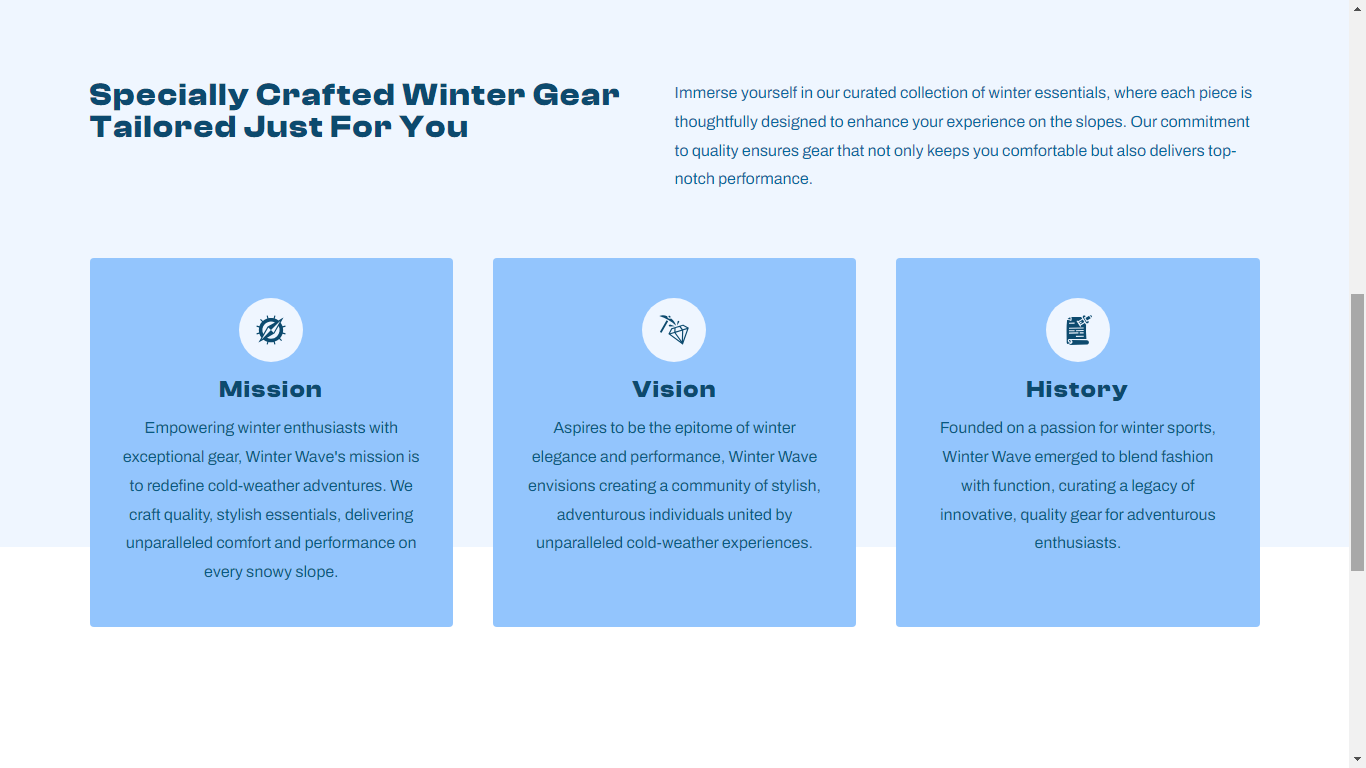 Specially Crafted Winter Gear
Tailored Just For You
Immerse yourself in our curated collection of winter essentials, where each piece is
thoughtfully designed to enhance your experience on the slopes. Our commitment
to quality ensures gear that not only keeps you comfortable but also delivers top-
notch performance.
Mission
Empowering winter enthusiasts with
exceptional gear, Winter Wave's mission is
to redefine cold-weather adventures. We
craft quality, stylish essentials, delivering
unparalleled comfort and performance on
every snowy slope.
Vision
Aspires to be the epitome of winter
elegance and performance, Winter Wave
envisions creating a community of stylish,
adventurous individuals united by
unparalleled cold-weather experiences.
History
Founded on a passion for winter sports,
Winter Wave emerged to blend fashion
with function, curating a legacy of
innovative, quality gear for adventurous
enthusiasts.